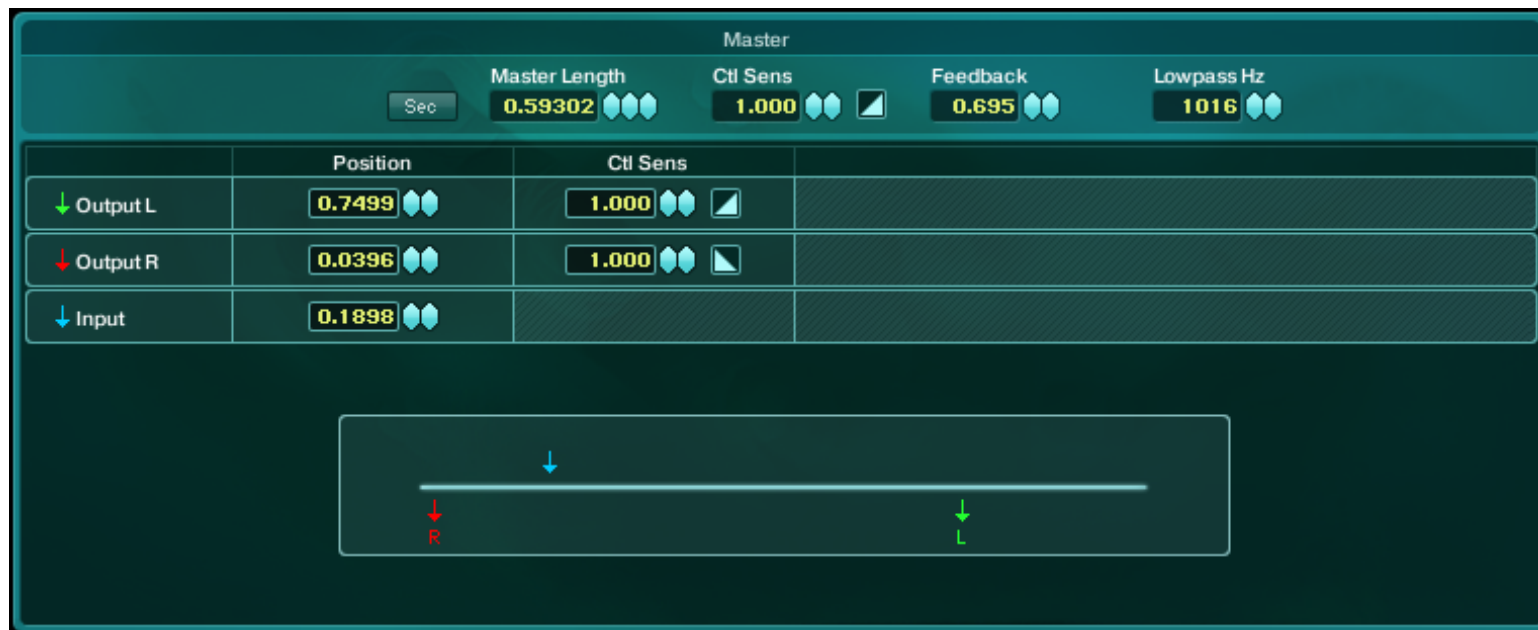 Master
Master Length Ctl Sens Feedback Lowpass Hz
Sec 0.59302 1.000 0.695 1016
Position Ctl Sens
Output L 0.7499 1.000
Output R 0.0396 1.000
Input 0.1898
R L